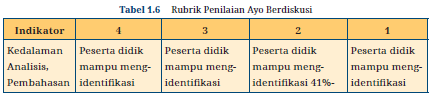 Tabel 1.6 Rubrik Penilaian Ayo Berdiskusi
Indikator 4 3 2 1
Kedalaman Peserta didik Peserta didik Peserta didik Peserta didik
Analisis, mampu meng- mampu meng- mampu meng- mampu meng-
Pembahasan identifikasi identifikasi identifikasi 41%- identifikasi